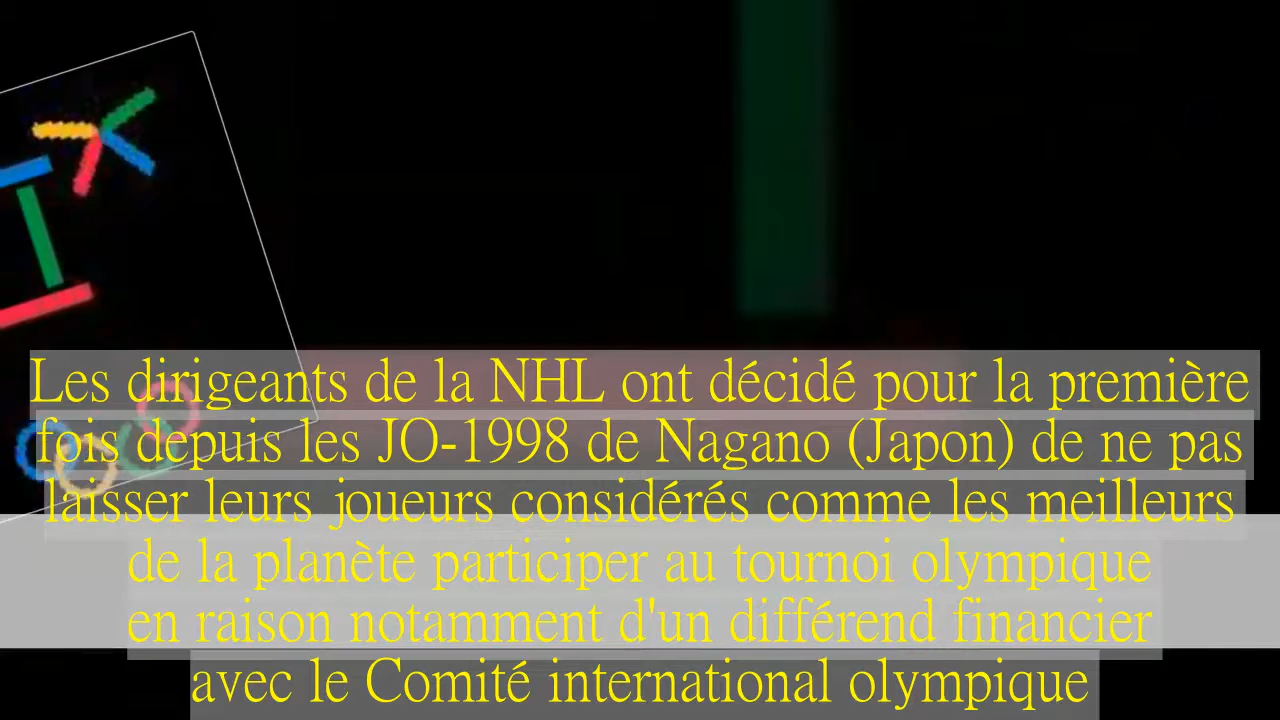 Les dirigeants de la NHL ont décidé pour la première
fois depuis les JO-1998 de Nagano (Japon) de ne pas
laisser leurs joueurs considérés comme les meilleurs
de la planète participer au tournoi olympique
en raison notamment d'un différend financier
avec le Comité international olympique